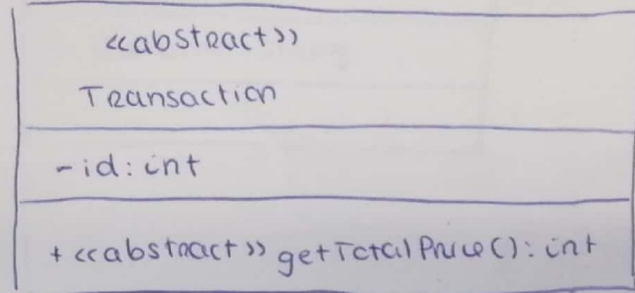 <<abstract>>
Transaction
-id: int
+ <<abstract>> getTotalPrice(): int